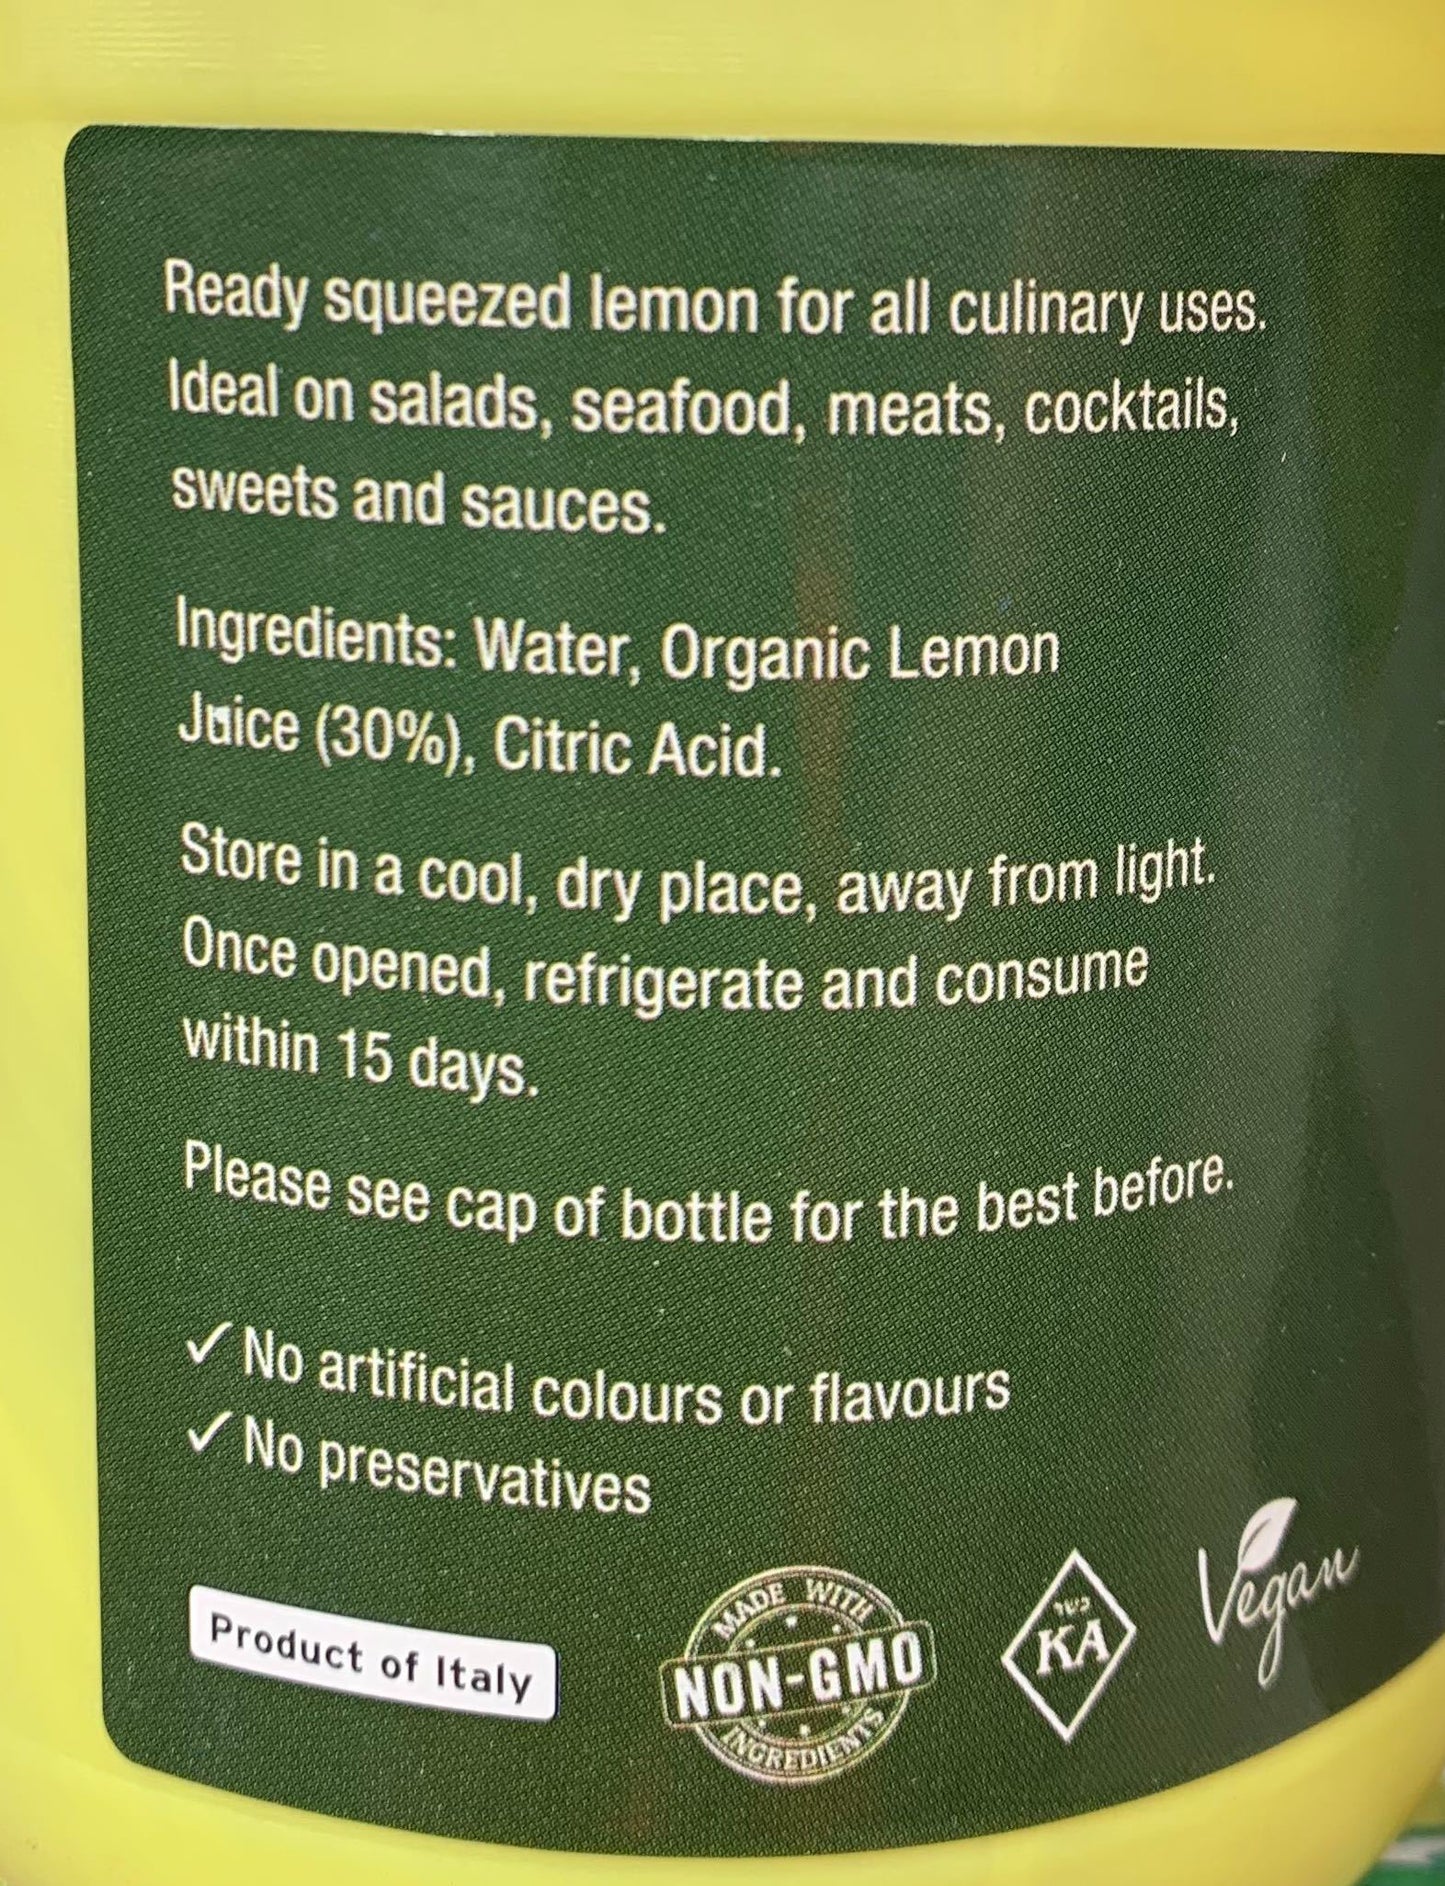 Ready squeezed lemon for all culinary uses.
Ideal on salads, seafood, meats, cocktails,
sweets and sauces.
Ingredients: Water, Organic Lemon
Juice (30%), Citric Acid.
Store in a cool, dry place, away from light.
Once opened, refrigerate and consume
within 15 days.
Please see cap of bottle for the best before.
✓ No artificial colours or flavours
✓ No preservatives
Product of Italy
MADE WITH
NON-GMO
INGREDIENTS
כשר
KA
Vegan